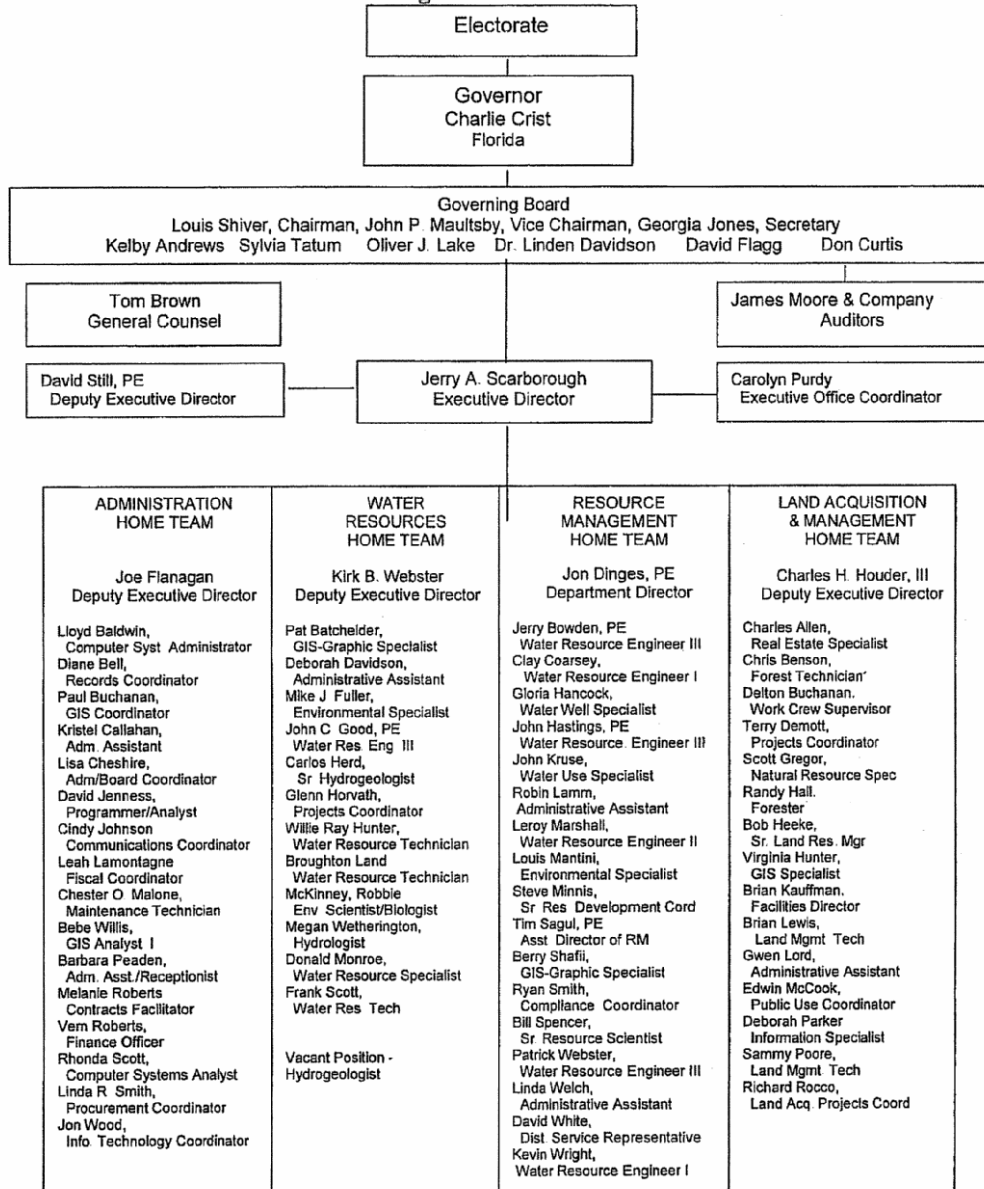 Electorate
Governor
Charlie Crist
Florida
Governing Board
Louis Shiver, Chairman, John P. Maultsby, Vice Chairman, Georgia Jones, Secretary
Kelby Andrews Sylvia Tatum Oliver J. Lake Dr. Linden Davidson David Flagg Don Curtis
Tom Brown
General Counsel
James Moore & Company
Auditors
David Still, PE
Deputy Executive Director
Jerry A. Scarborough
Executive Director
Carolyn Purdy
Executive Office Coordinator
ADMINISTRATION
HOME TEAM
Joe Flanagan
Deputy Executive Director
Lloyd Baldwin,
Computer Syst Administrator
Diane Bell,
Records Coordinator
Paul Buchanan,
GIS Coordinator
Kristel Callahan,
Adm. Assistant
Lisa Cheshire,
Adm/Board Coordinator
David Jenness,
Programmer/Analyst
Cindy Johnson
Communications Coordinator
Leah Lamontagne
Fiscal Coordinator
Chester O Malone,
Maintenance Technician
Bebe Willis,
GIS Analyst I
Barbara Peaden,
Adm. Asst./Receptionist
Melanie Roberts
Contracts Facilitator
Vern Roberts,
Finance Officer
Rhonda Scott,
Computer Systems Analyst
Linda R Smith,
Procurement Coordinator
Jon Wood,
Info. Technology Coordinator
WATER
RESOURCES
HOME TEAM
Kirk B. Webster
Deputy Executive Director
Pat Batchelder,
GIS-Graphic Specialist
Deborah Davidson,
Administrative Assistant
Mike J Fuller,
Environmental Specialist
John C Good, PE
Water Res. Eng III
Carlos Herd,
Sr Hydrogeologist
Glenn Horvath,
Projects Coordinator
Willie Ray Hunter,
Water Resource Technician
Broughton Land
Water Resource Technician
McKinney, Robbie
Env Scientist/Biologist
Megan Wetherington,
Hydrologist
Donald Monroe,
Water Resource Specialist
Frank Scott,
Water Res Tech
Vacant Position -
Hydrogeologist
RESOURCE
MANAGEMENT
HOME TEAM
Jon Dinges, PE
Department Director
Jerry Bowden, PE
Water Resource Engineer III
Clay Coarsey,
Water Resource Engineer I
Gloria Hancock,
Water Well Specialist
John Hastings, PE
Water Resource. Engineer III
John Kruse,
Water Use Specialist
Robin Lamm,
Administrative Assistant
Leroy Marshall,
Water Resource Engineer II
Louis Mantini,
Environmental Specialist
Steve Minnis,
Sr Res Development Cord
Tim Sagul, PE
Asst Director of RM
Berry Shafii,
GIS-Graphic Specialist
Ryan Smith,
Compliance Coordinator
Bill Spencer,
Sr. Resource Scientist
Patrick Webster,
Water Resource Engineer III
Linda Welch,
Administrative Assistant
David White,
Dist. Service Representative
Kevin Wright,
Water Resource Engineer I
LAND ACQUISITION
& MANAGEMENT
HOME TEAM
Charles H. Houder, III
Deputy Executive Director
Charles Allen,
Real Estate Specialist
Chris Benson,
Forest Technician
Delton Buchanan.
Work Crew Supervisor
Terry Demott,
Projects Coordinator
Scott Gregor,
Natural Resource Spec
Randy Hall.
Forester
Bob Heeke,
Sr. Land Res. Mgr
Virginia Hunter,
GIS Specialist
Brian Kauffman.
Facilities Director
Brian Lewis,
Land Mgmt Tech
Gwen Lord,
Administrative Assistant
Edwin McCook,
Public Use Coordinator
Deborah Parker
Information Specialist
Sammy Poore,
Land Mgmt Tech
Richard Rocco,
Land Acq. Projects Coord